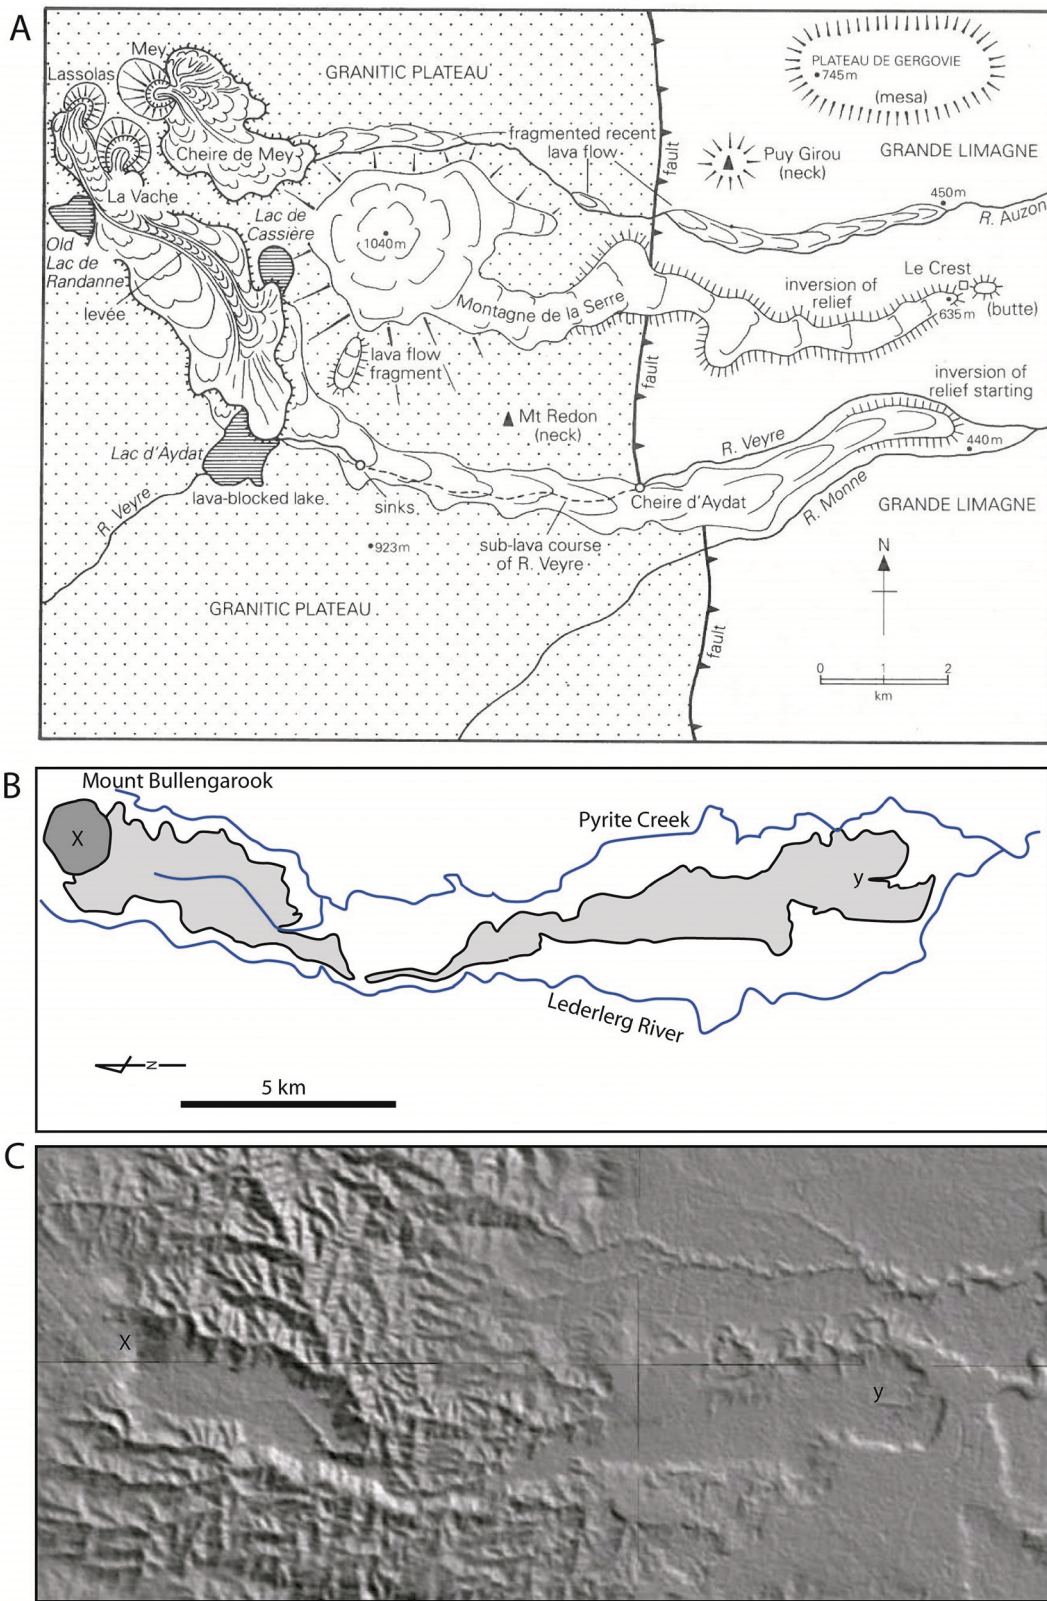 A
Mey
Lassolas
GRANITIC PLATEAU
PLATEAU DE GERGOVIE
745m
(mesa)
fragmented recent
lava flow
fault
Cheire de Mey
Puy Girou
(neck)
GRANDE LIMAGNE
La Vache
450m
R. Auzon
Lac de
Cassière
Old
Lac de
Randanne
1040m
levée
Montagne de la Serre
inversion of
relief
Le Crest
635m
(butte)
lava flow
fragment
fault
inversion of
relief starting
Mt Redon
(neck)
R. Veyre
440m
Lac d'Aydat
R. Veyre
lava-blocked lake
sinks
Cheire d'Aydat
R. Monne
GRANDE LIMAGNE
923m
sub-lava course
of R. Veyre
N
GRANITIC PLATEAU
fault
0 1 2
km
B
Mount Bullengarook
X
Pyrite Creek
y
Lederlerg River
N
5 km
C
X
y